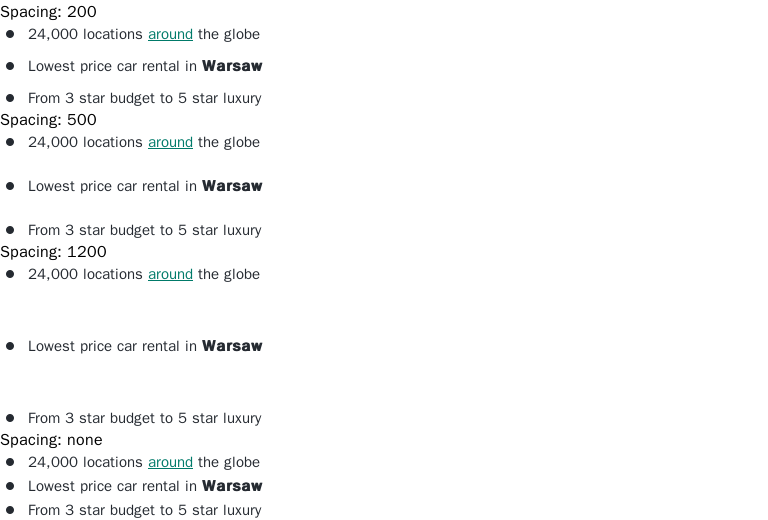 Spacing: 200
24,000 locations around the globe
Lowest price car rental in Warsaw
From 3 star budget to 5 star luxury
Spacing: 500
24,000 locations around the globe
Lowest price car rental in Warsaw
From 3 star budget to 5 star luxury
Spacing: 1200
24,000 locations around the globe
Lowest price car rental in Warsaw
From 3 star budget to 5 star luxury
Spacing: none
24,000 locations around the globe
Lowest price car rental in Warsaw
From 3 star budget to 5 star luxury